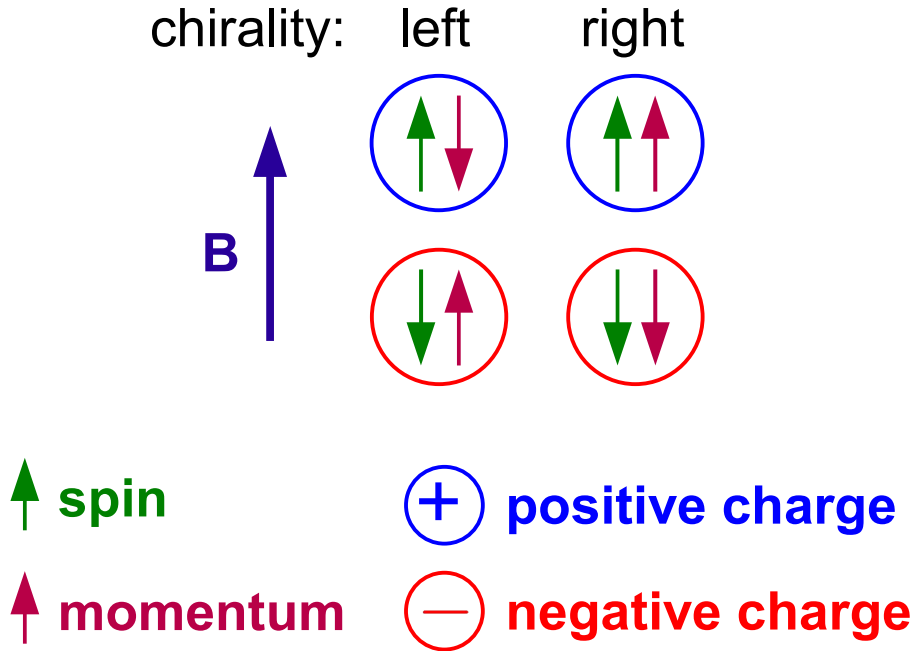 chirality: left right
B
spin
+ positive charge
momentum
— negative charge